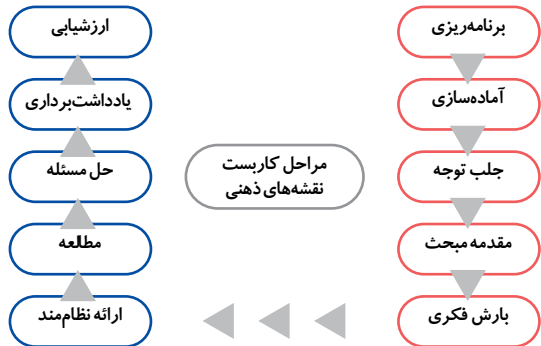 برنامه‌ریزی
آماده‌سازی
جلب توجه
مقدمه مبحث
بارش فکری
مراحل کاربست
نقشه‌های ذهنی
ارائه نظام‌مند
مطالعه
حل مسئله
یادداشت‌برداری
ارزشیابی